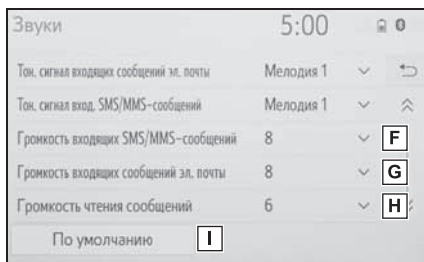 Звуки 5:00
Тон. сигнал входящих сообщений эл. почты Мелодия 1
Тон. сигнал вход. SMS/MMS-сообщений Мелодия 1
Громкость входящих SMS/MMS-сообщений 8 F
Громкость входящих сообщений эл. почты 8 G
Громкость чтения сообщений 6 H
По умолчанию I